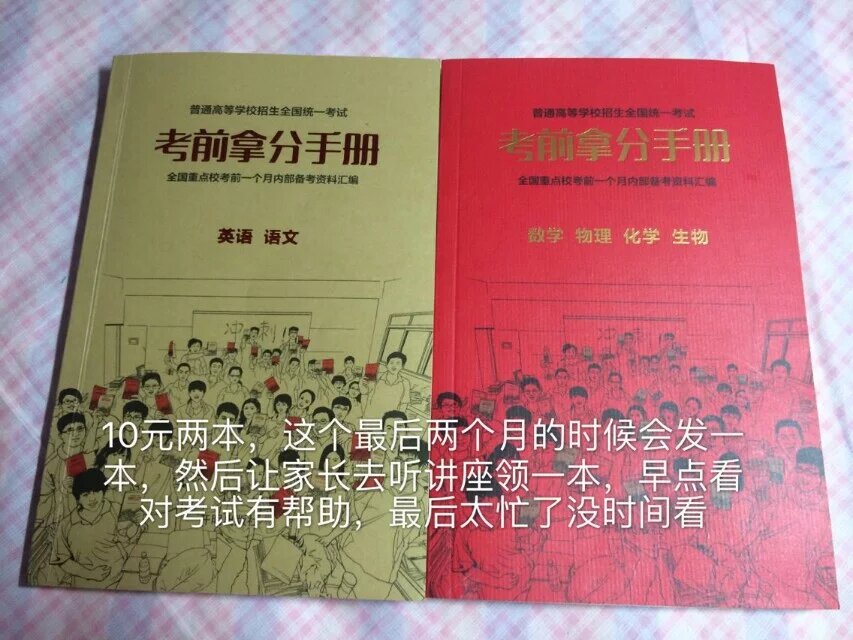 普通高等学校招生全国统一考试
考前拿分手册
全国重点校考前一个月内部备考资料汇编
英语 语文
冲刺
普通高等学校招生全国统一考试
考前拿分手册
全国重点校考前一个月内部备考资料汇编
数学 物理 化学 生物
10元两本，这个最后两个月的时候会发一
本，然后让家长去听讲座领一本，早点看
对考试有帮助，最后太忙了没时间看